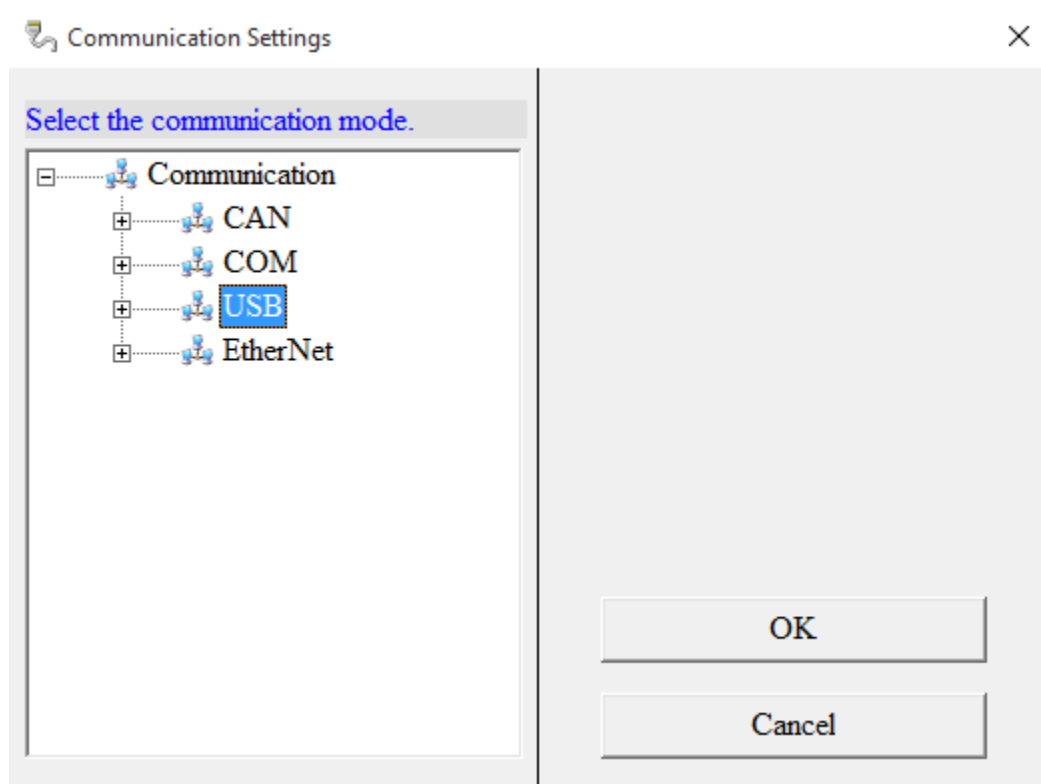 Communication Settings
Select the communication mode.
Communication
CAN
COM
USB
EtherNet
OK
Cancel